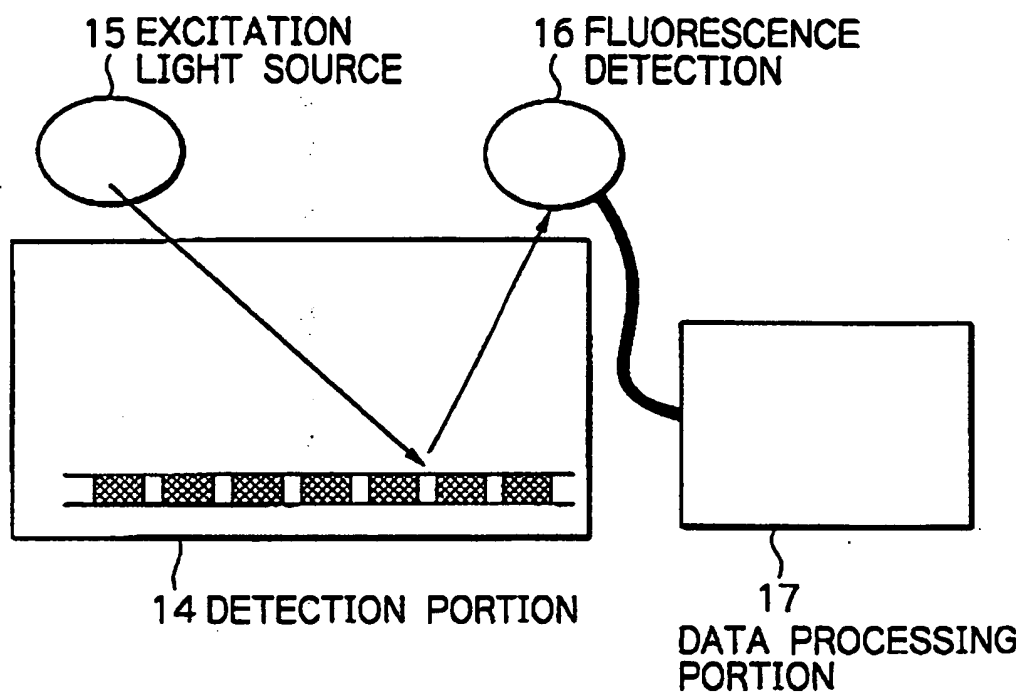 15 EXCITATION
LIGHT SOURCE
16 FLUORESCENCE
DETECTION
14 DETECTION PORTION
17
DATA PROCESSING
PORTION